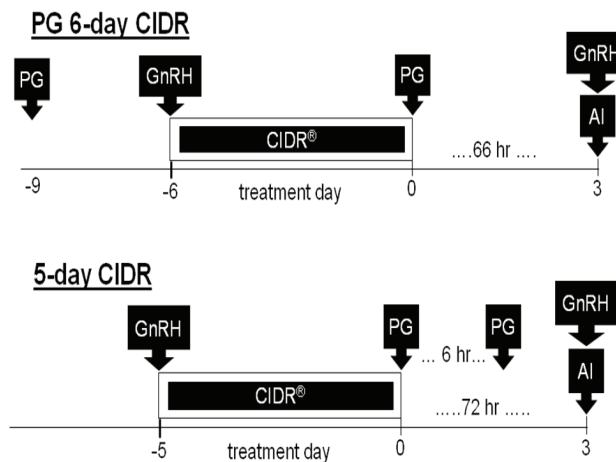 PG 6-day CIDR
PG
GnRH
PG
GnRH
AI
CIDR®
....66 hr ....
-9
-6
treatment day
0
3
5-day CIDR
GnRH
PG
PG
GnRH
... 6 hr...
AI
CIDR®
.....72 hr .....
-5
treatment day
0
3